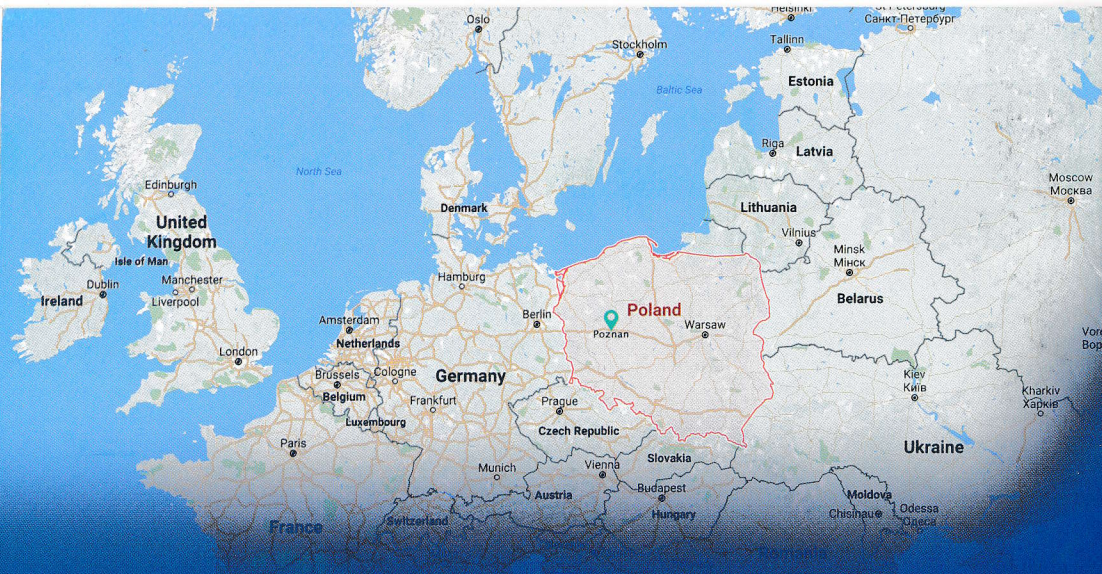 Oslo
Helsinki
St Petersburg
Санкт-Петербург
Tallinn
Stockholm
Estonia
Baltic Sea
Riga
Latvia
North Sea
Moscow
Москва
Edinburgh
Denmark
Lithuania
United
Kingdom
Vilnius
Isle of Man
Minsk
Мінск
Dublin
Manchester
Hamburg
Ireland
Liverpool
Belarus
Poland
Berlin
Amsterdam
Poznan
Warsaw
Netherlands
London
Brussels
Cologne
Germany
Kiev
Київ
Belgium
Frankfurt
Prague
Kharkiv
Харків
Luxembourg
Czech Republic
Paris
Ukraine
Slovakia
Munich
Vienna
Budapest
Austria
Moldova
Hungary
Chisinau
Odessa
Одеса
Switzerland
France
Romania